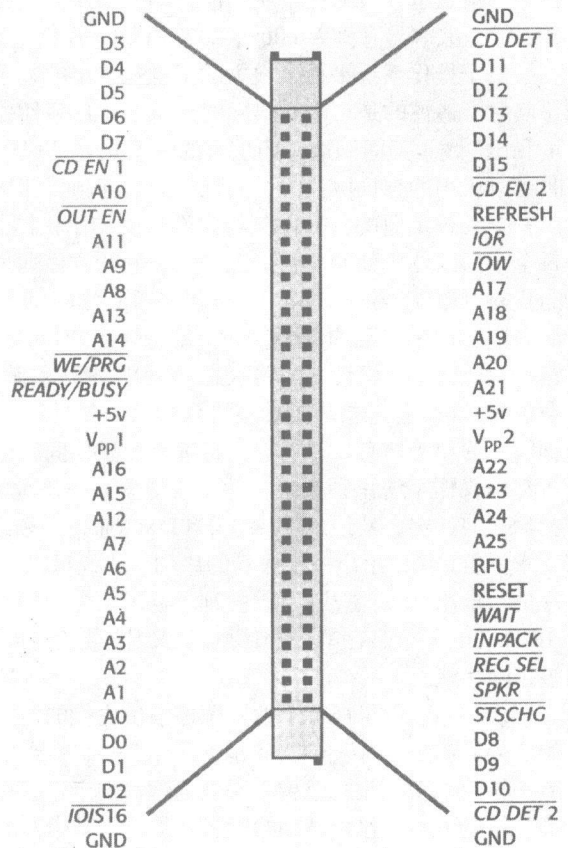 GND
D3
D4
D5
D6
D7
CD EN 1
A10
OUT EN
A11
A9
A8
A13
A14
WE/PRG
READY/BUSY
+5v
Vpp1
A16
A15
A12
A7
A6
A5
A4
A3
A2
A1
A0
D0
D1
D2
IOIS16
GND
GND
CD DET 1
D11
D12
D13
D14
D15
CD EN 2
REFRESH
IOR
IOW
A17
A18
A19
A20
A21
+5v
Vpp2
A22
A23
A24
A25
RFU
RESET
WAIT
INPACK
REG SEL
SPKR
STSCHG
D8
D9
D10
CD DET 2
GND